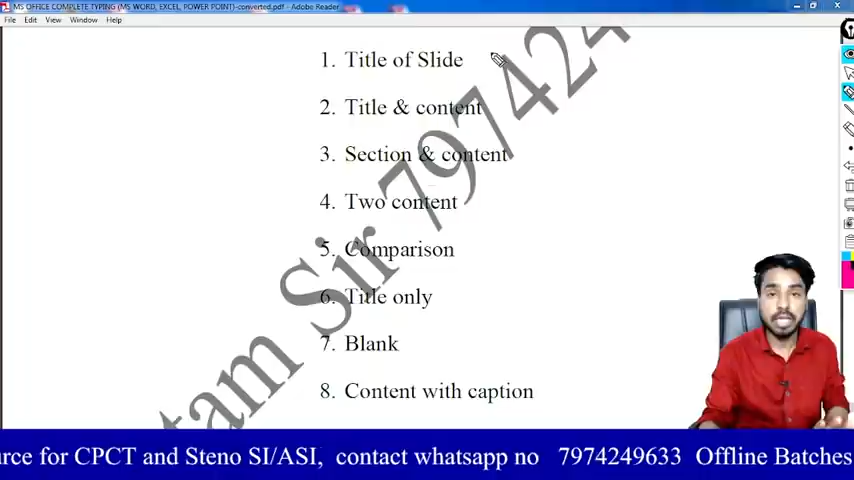 MS OFFICE COMPLETE TYPING (MS WORD, EXCEL, POWER POINT)-converted.pdf - Adobe Reader
File Edit View Window Help
1. Title of Slide
2. Title & content
3. Section & content
4. Two content
5. Comparison
6. Title only
7. Blank
8. Content with caption
tam Sir 797424
urce for CPCT and Steno SI/ASI, contact whatsapp no 7974249633 Offline Batches